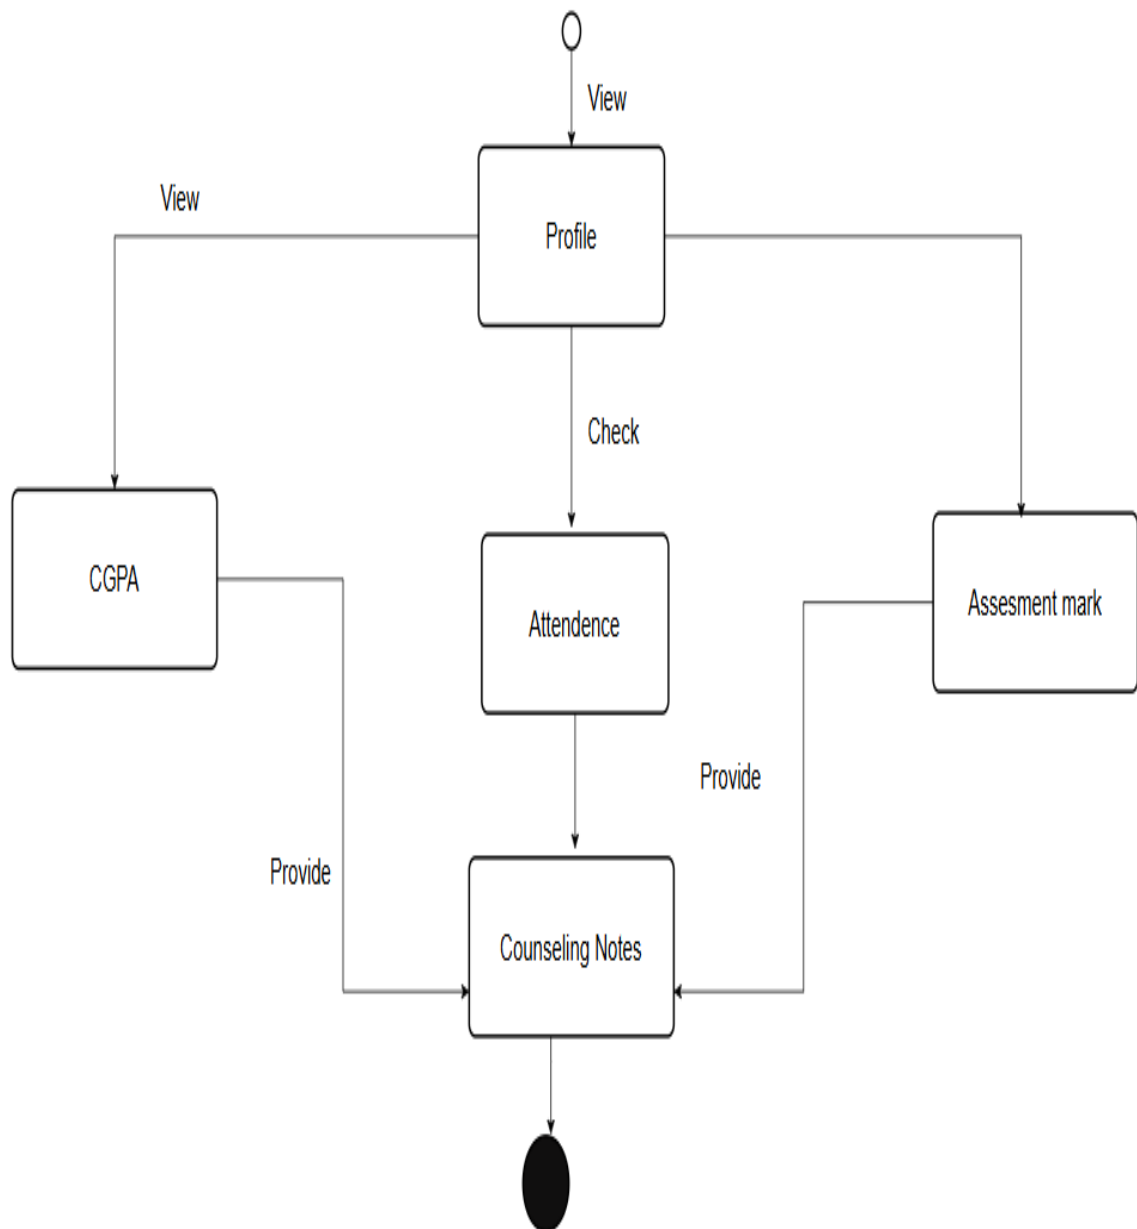 View
View
Profile
Check
CGPA
Attendence
Assesment mark
Provide
Provide
Counseling Notes